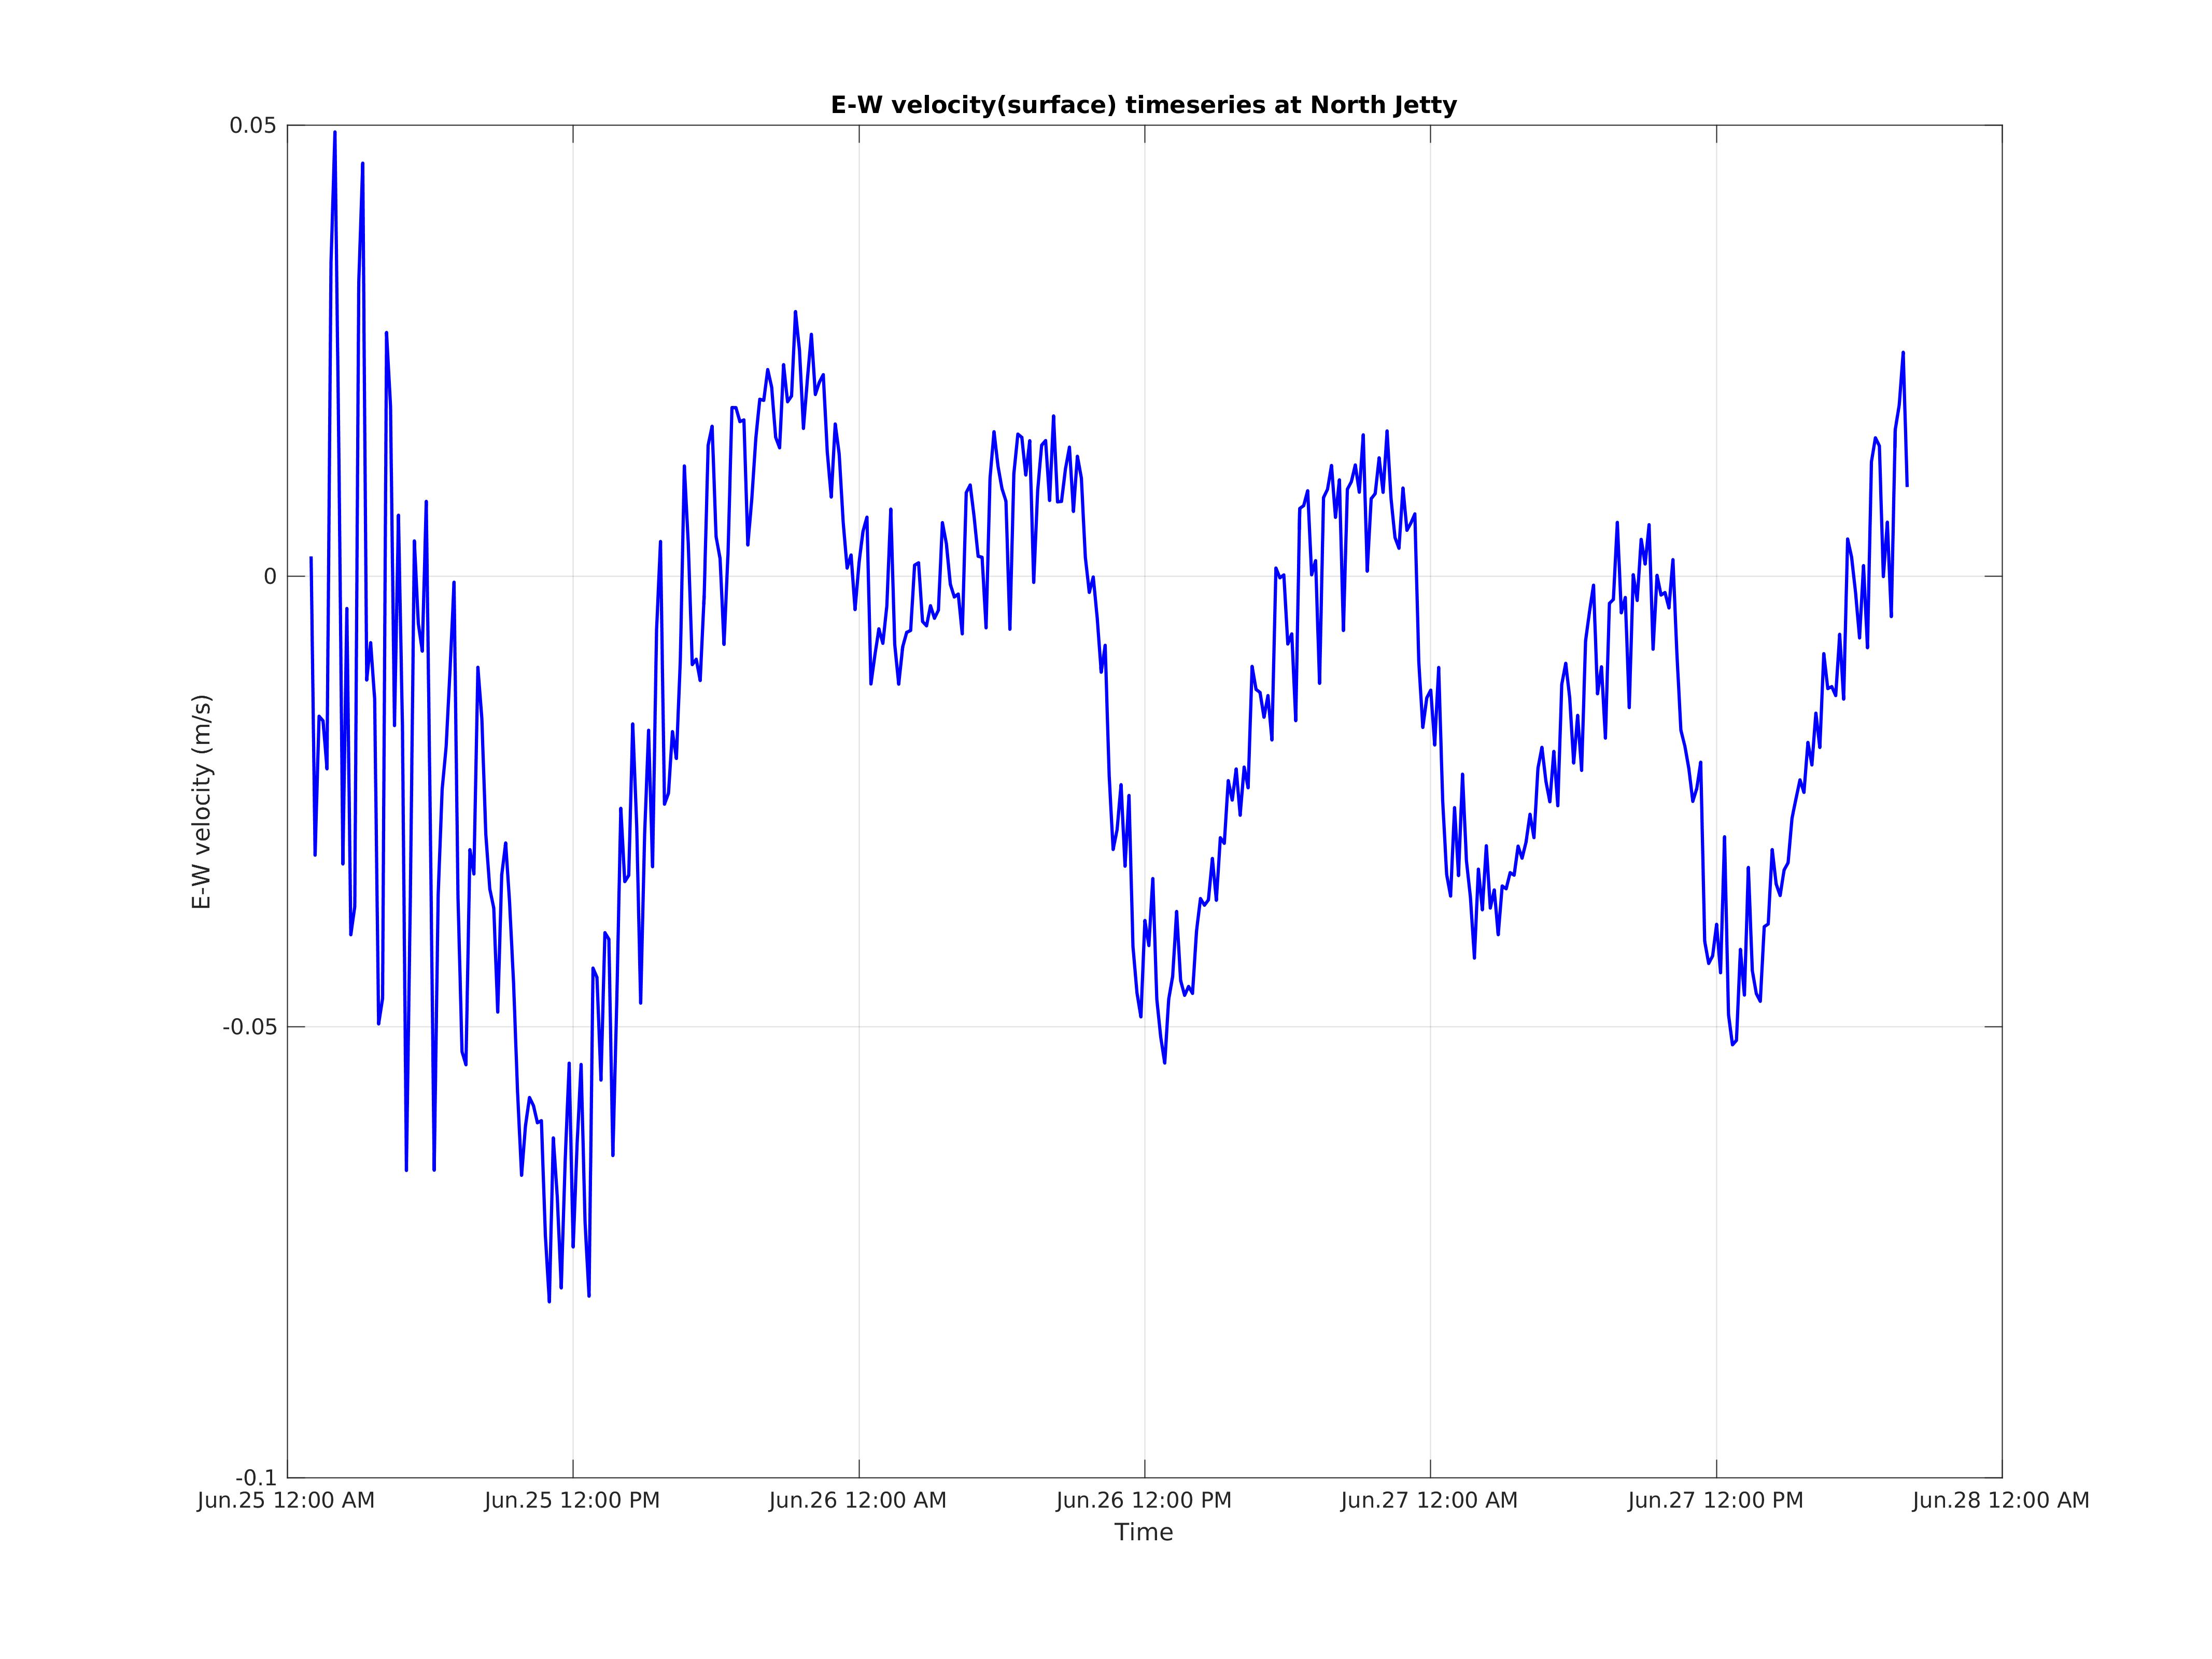 E-W velocity(surface) timeseries at North Jetty
0.05
0
-0.05
-0.1
E-W velocity (m/s)
Jun.25 12:00 AM
Jun.25 12:00 PM
Jun.26 12:00 AM
Jun.26 12:00 PM
Jun.27 12:00 AM
Jun.27 12:00 PM
Jun.28 12:00 AM
Time